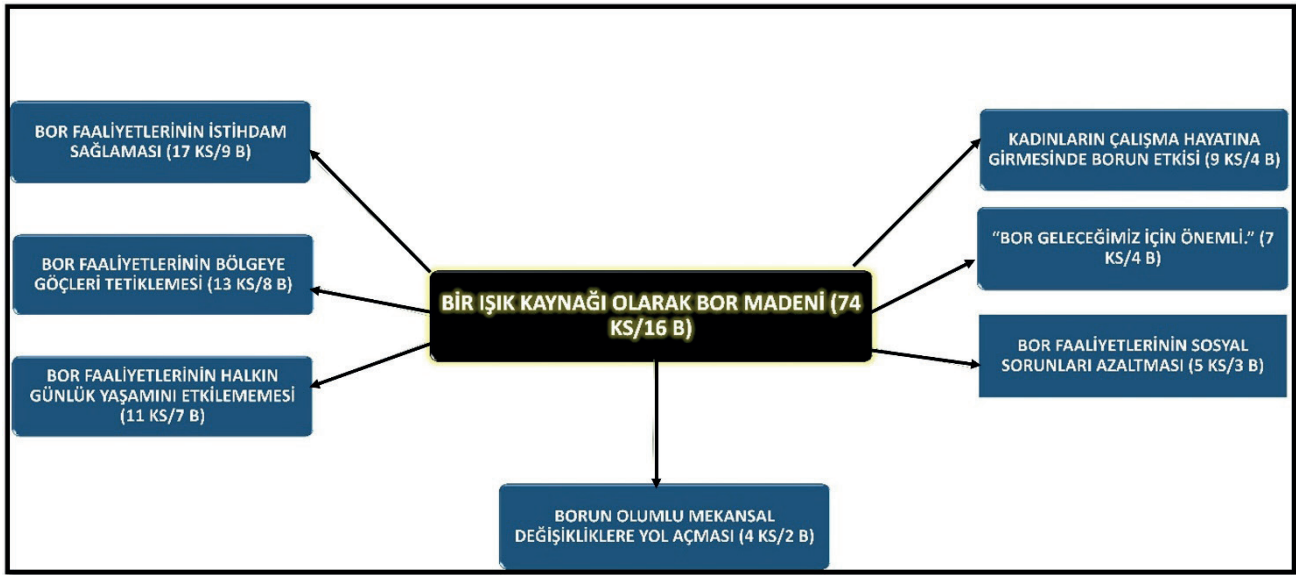 BOR FAALİYETLERİNİN İSTİHDAM
SAĞLAMASI (17 KS/9 B)
BOR FAALİYETLERİNİN BÖLGEYE
GÖÇLERİ TETİKLEMESİ (13 KS/8 B)
BOR FAALİYETLERİNİN HALKIN
GÜNLÜK YAŞAMINI ETKİLEMEMESİ
(11 KS/7 B)
BİR IŞIK KAYNAĞI OLARAK BOR MADENİ (74
KS/16 B)
BORUN OLUMLU MEKANSAL
DEĞİŞİKLİKLERE YOL AÇMASI (4 KS/2 B)
KADINLARIN ÇALIŞMA HAYATINA
GİRMESİNDE BORUN ETKİSİ (9 KS/4 B)
“BOR GELECEĞİMİZ İÇİN ÖNEMLİ.” (7
KS/4 B)
BOR FAALİYETLERİNİN SOSYAL
SORUNLARI AZALTMASI (5 KS/3 B)